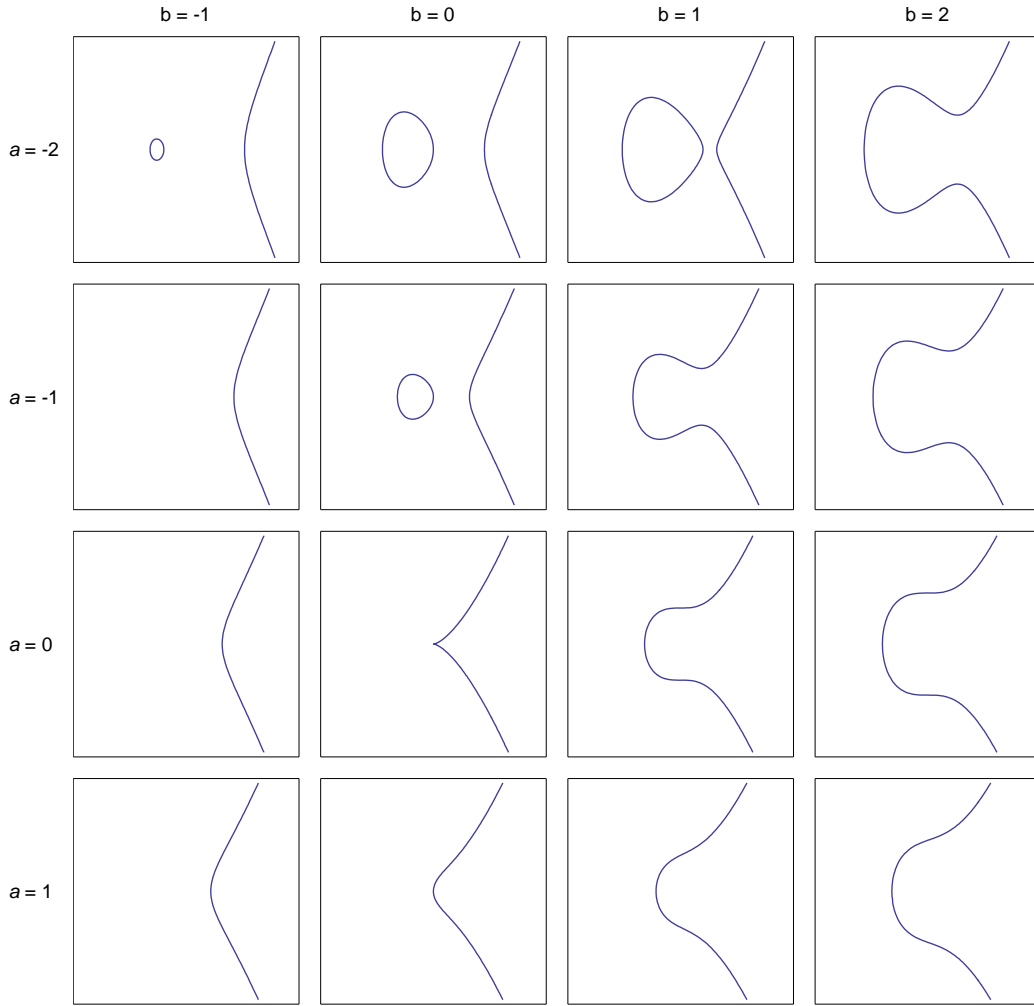 b = -1 b = 0 b = 1 b = 2
a = -2
a = -1
a = 0
a = 1